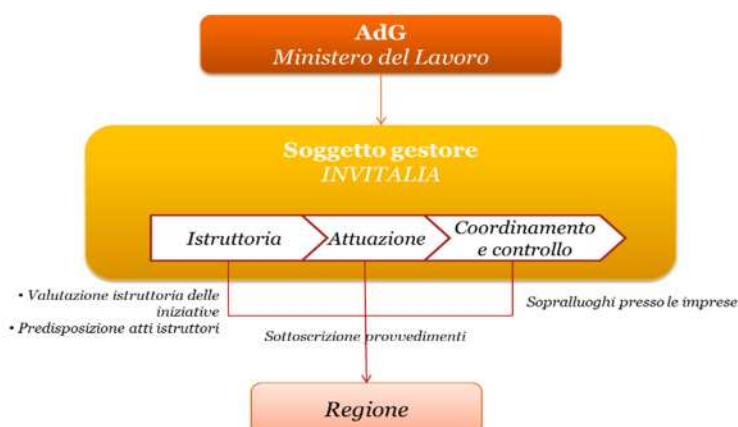 AdG
Ministero del Lavoro
Soggetto gestore
INVITALIA
Istruttoria
Attuazione
Coordinamento
e controllo
• Valutazione istruttoria delle
iniziative
• Predisposizione atti istruttori
Sottoscrizione provvedimenti
Sopralluoghi presso le imprese
Regione